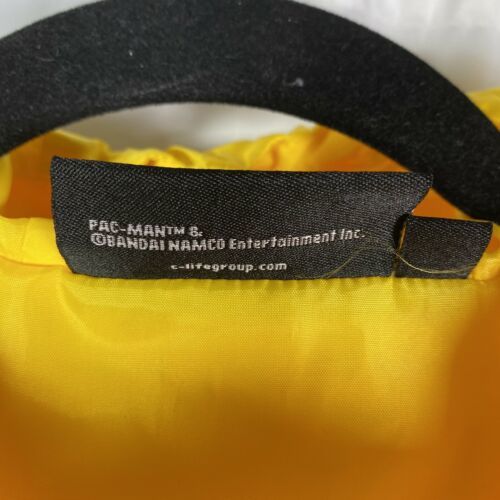 PAC-MAN™ &
©BANDAI NAMCO Entertainment Inc.
c-lifegroup.com